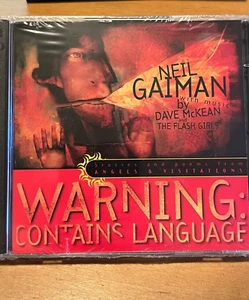 NEIL
GAIMAN
with music
by
DAVE McKEAN
THE FLASH GIRLS
stories and poems from
ANGELS & VISITATIONS
WARNING:
CONTAINS LANGUAGE